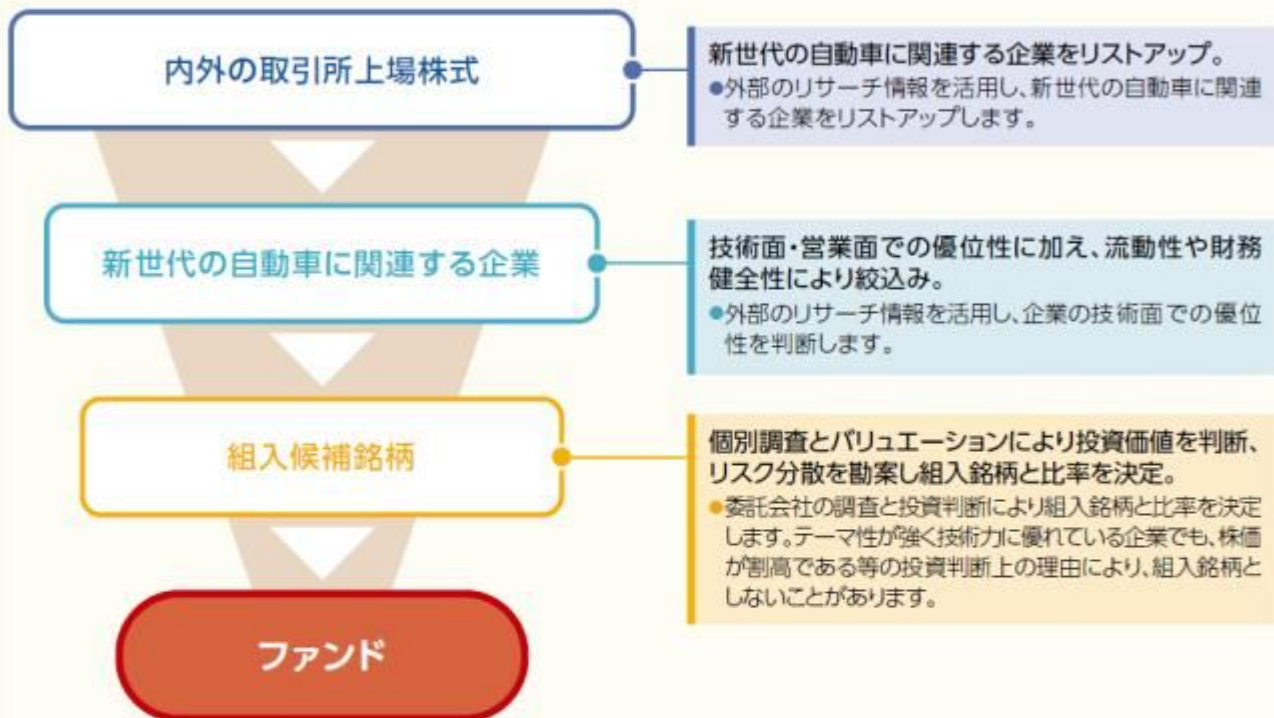 内外の取引所上場株式
新世代の自動車に関連する企業をリストアップ。
●外部のリサーチ情報を活用し、新世代の自動車に関連
する企業をリストアップします。
新世代の自動車に関連する企業
技術面・営業面での優位性に加え、流動性や財務
健全性により絞込み。
●外部のリサーチ情報を活用し、企業の技術面での優位
性を判断します。
組入候補銘柄
個別調査とバリュエーションにより投資価値を判断、
リスク分散を勘案し組入銘柄と比率を決定。
●委託会社の調査と投資判断により組入銘柄と比率を決定
します。テーマ性が強く技術力に優れている企業でも、株価
が割高である等の投資判断上の理由により、組入銘柄と
しないことがあります。
ファンド